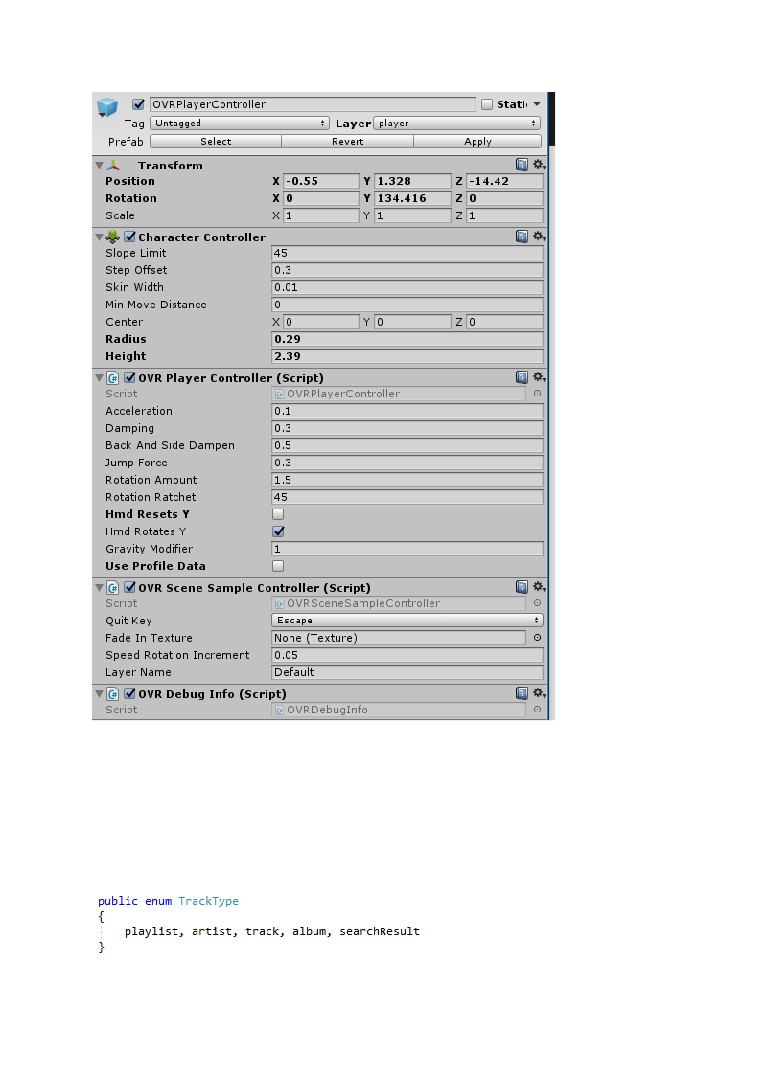 OVRPlayerController Stati
Tag Untagged Layer player
Prefab Select Revert Apply
Transform
Position X -0.55 Y 1.328 Z -14.42
Rotation X 0 Y 134.416 Z 0
Scale X 1 Y 1 Z 1
Character Controller
Slope Limit 45
Step Offset 0.3
Skin Width 0.01
Min Move Distance 0
Center X 0 Y 0 Z 0
Radius 0.29
Height 2.39
OVR Player Controller (Script)
Script OVRPlayerController
Acceleration 0.1
Damping 0.3
Back And Side Dampen 0.5
Jump Force 0.3
Rotation Amount 1.5
Rotation Ratchet 45
Hmd Resets Y
Hmd Rotates Y
Gravity Modifier 1
Use Profile Data
OVR Scene Sample Controller (Script)
Script OVRSceneSampleController
Quit Key Escape
Fade In Texture None (Texture)
Speed Rotation Increment 0.05
Layer Name Default
OVR Debug Info (Script)
Script OVRDebugInfo
public enum TrackType
{
playlist, artist, track, album, searchResult
}